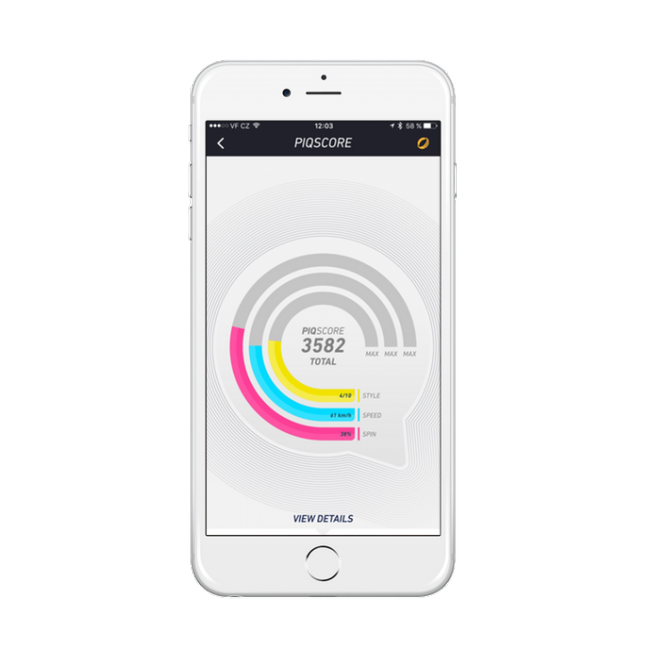 VF CZ 12:03 58 %
PIQSCORE
PIQSCORE
3582
TOTAL
MAX MAX MAX
6/10 STYLE
61 km/h SPEED
38% SPIN
VIEW DETAILS